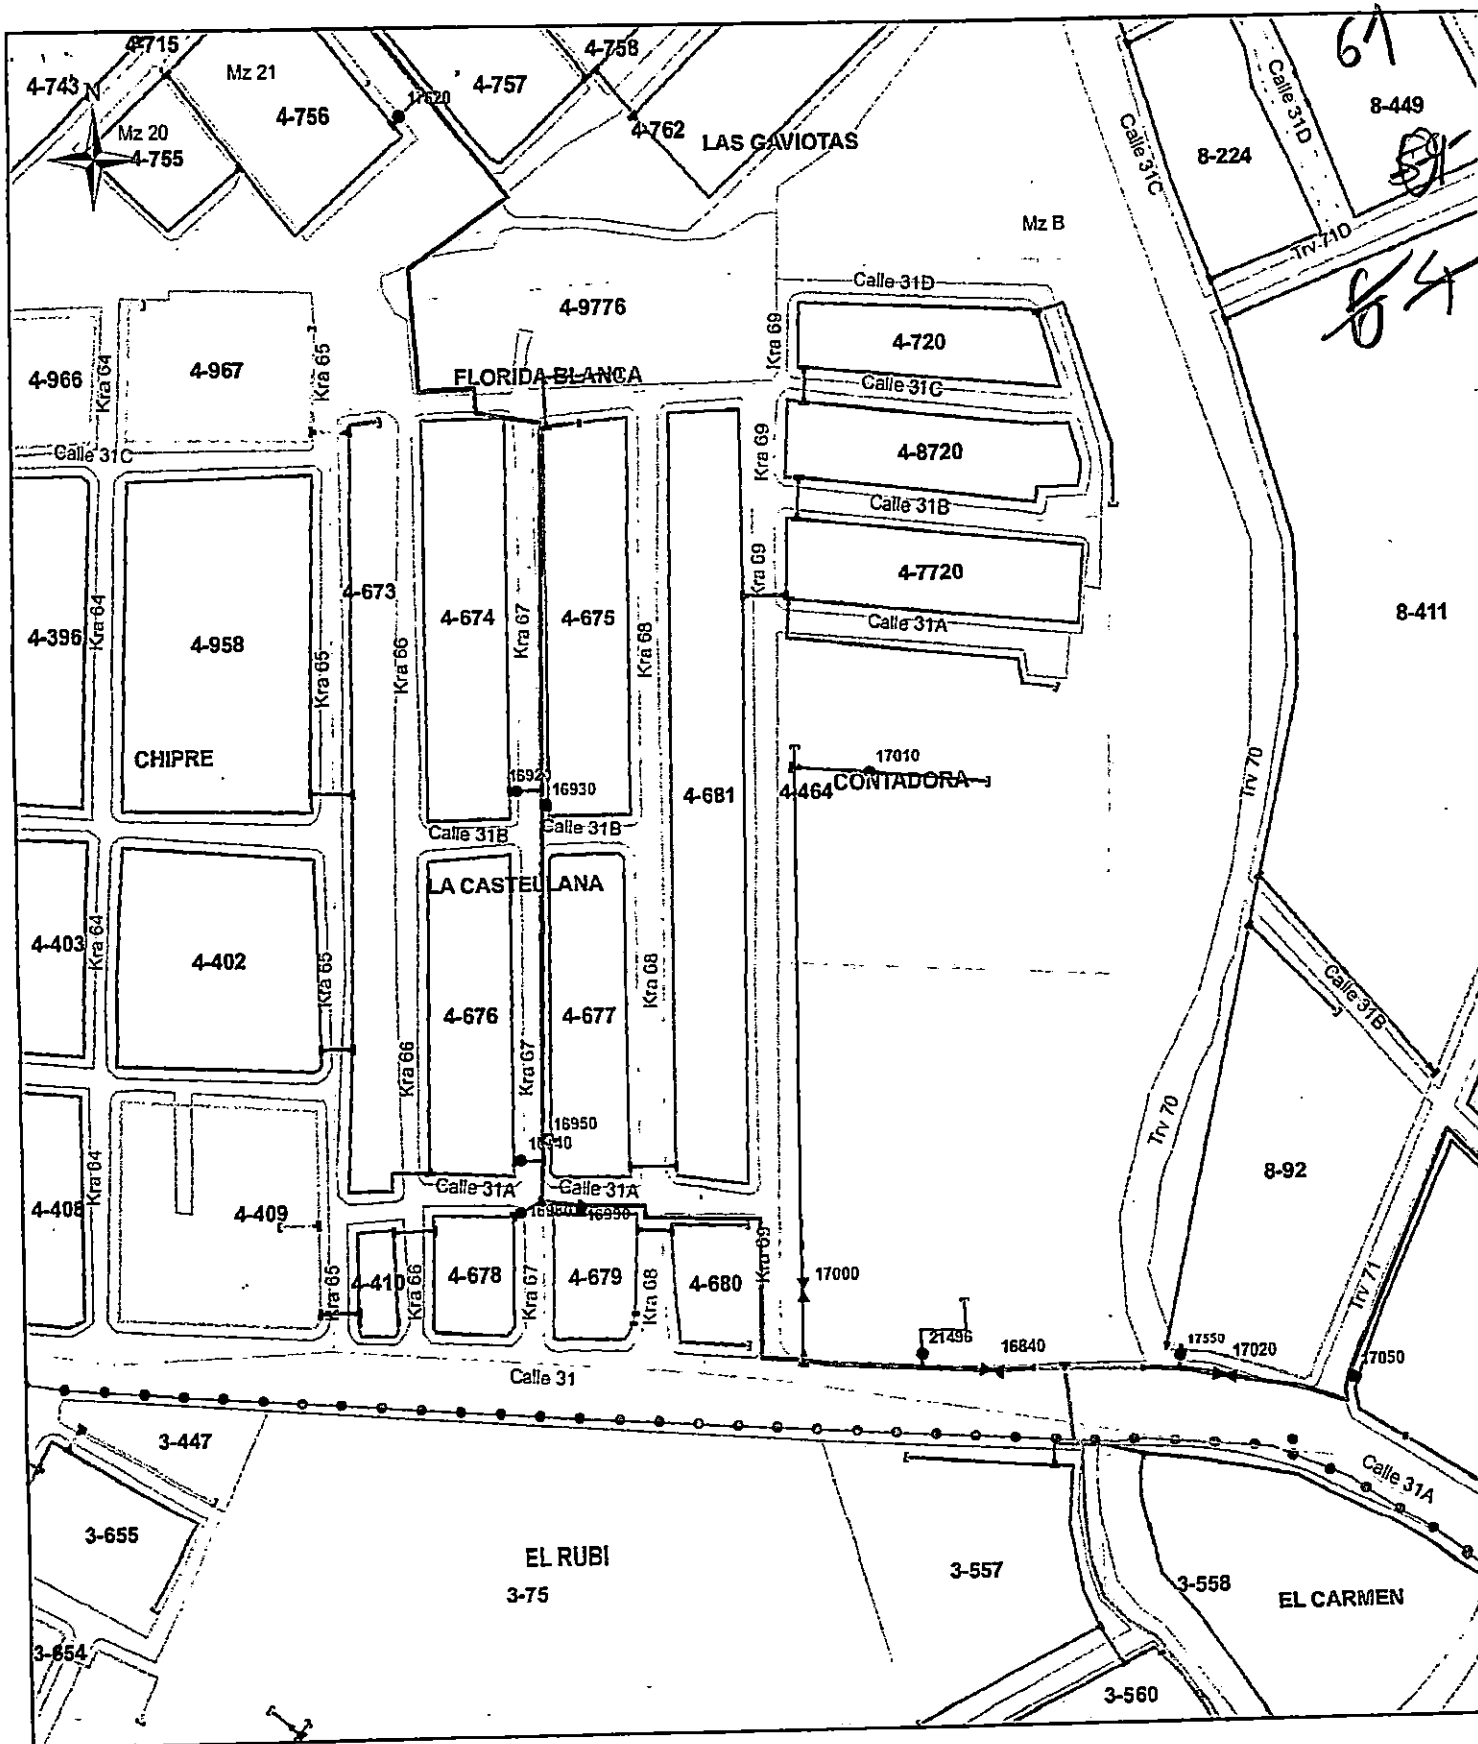 4-715
61
Mz 21
4-758
4-743
N
4-757
Calle 31D
17620
8-449
4-756
Mz 20
4-762
LAS GAVIOTAS
Calle 31C
8-224
4-755
Mz B
Trv 71D
64
Calle 31D
4-9776
Kra 69
4-720
4-966
Kra 64
4-967
Kra 65
FLORIDA BLANCA
Calle 31C
Calle 31C
Kra 69
4-8720
Calle 31B
Kra 69
4-7720
4-673
4-396
Kra 64
4-958
Kra 65
Kra 66
4-674
Kra 67
4-675
Kra 68
Calle 31A
8-411
CHIPRE
17010
16920
16930
4-681
4-464
CONTADORA
Trv 70
Calle 31B
Calle 31B
LA CASTELLANA
4-403
Kra 64
4-402
Kra 65
Kra 68
Calle 31B
4-676
4-677
Kra 66
Kra 67
16950
Trv 70
Kra 64
8-92
Calle 31A
Calle 31A
4-408
4-409
16980
16990
Kra 69
Kra 65
4-410
Kra 66
4-678
Kra 67
4-679
Kra 68
4-680
17000
Trv 71
21496
16840
17550
17020
17050
Calle 31
3-447
Calle 31A
3-655
EL RUBI
3-75
3-557
3-558
EL CARMEN
3-654
3-560